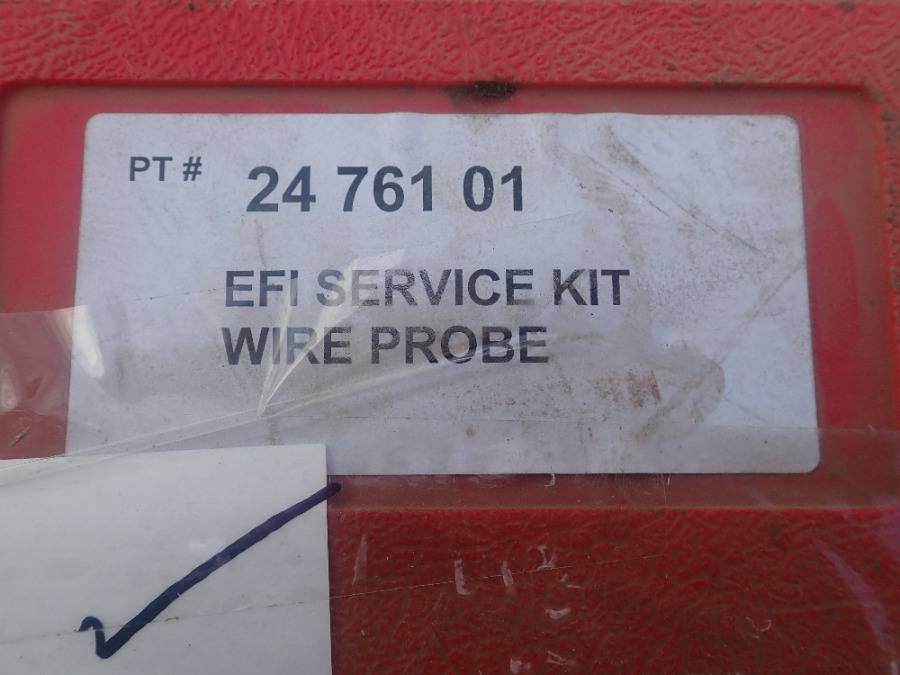 PT # 24 761 01
EFI SERVICE KIT
WIRE PROBE